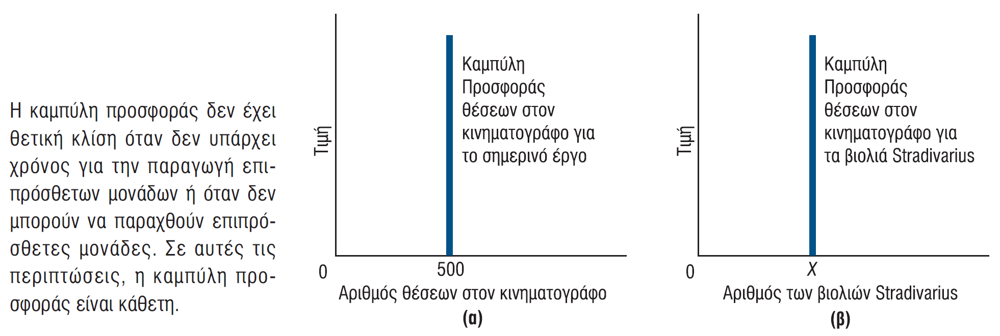 Η καμπύλη προσφοράς δεν έχει
θετική κλίση όταν δεν υπάρχει
χρόνος για την παραγωγή επι-
πρόσθετων μονάδων ή όταν δεν
μπορούν να παραχθούν επιπρό-
σθετες μονάδες. Σε αυτές τις
περιπτώσεις, η καμπύλη προ-
σφοράς είναι κάθετη.
Τιμή
Καμπύλη
Προσφοράς
θέσεων στον
κινηματογράφο για
το σημερινό έργο
0
500
Αριθμός θέσεων στον κινηματογράφο
(α)
Τιμή
Καμπύλη
Προσφοράς
θέσεων στον
κινηματογράφο για
τα βιολιά Stradivarius
0
X
Αριθμός των βιολιών Stradivarius
(β)